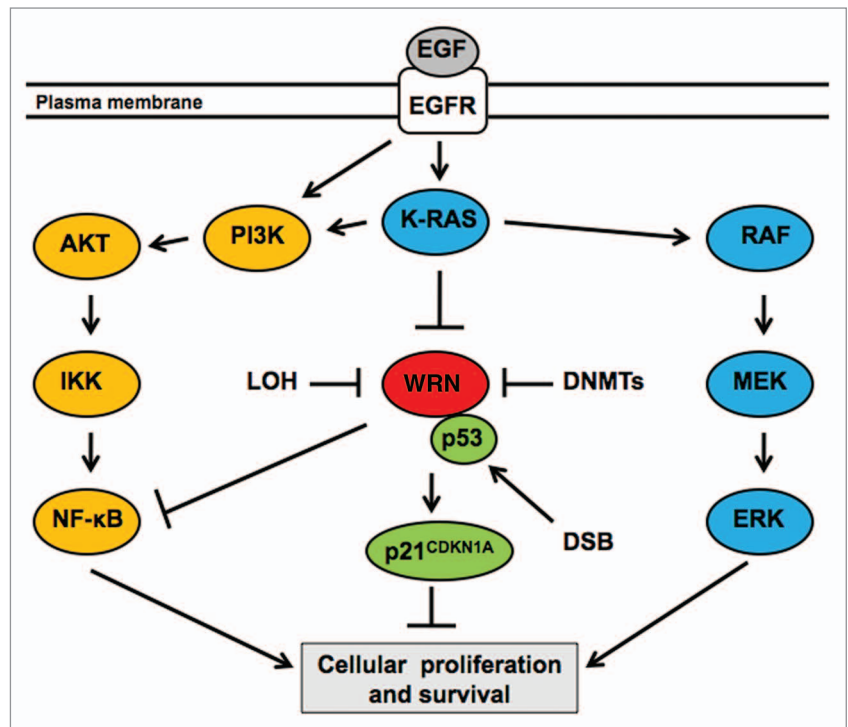 EGF
Plasma membrane
EGFR
AKT
PI3K
K-RAS
RAF
IKK
LOH
WRN
DNMTs
MEK
p53
NF-κB
p21CDKN1A
DSB
ERK
Cellular proliferation
and survival